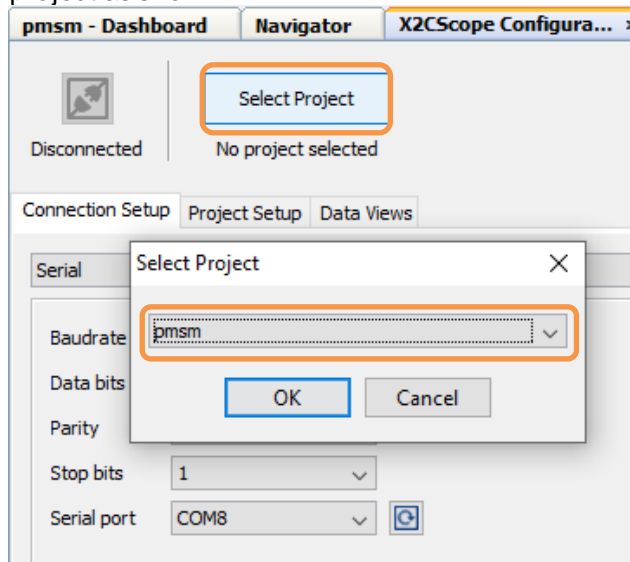 pmsm - Dashboard Navigator X2CScope Configura...
Select Project
Disconnected No project selected
Connection Setup Project Setup Data Views
Serial
Select Project
pmsm
OK Cancel
Baudrate
Data bits
Parity
Stop bits 1
Serial port COM8